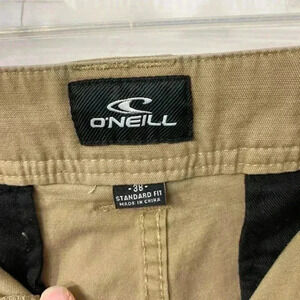 O'NEILL
-38-
STANDARD FIT
MADE IN CHINA